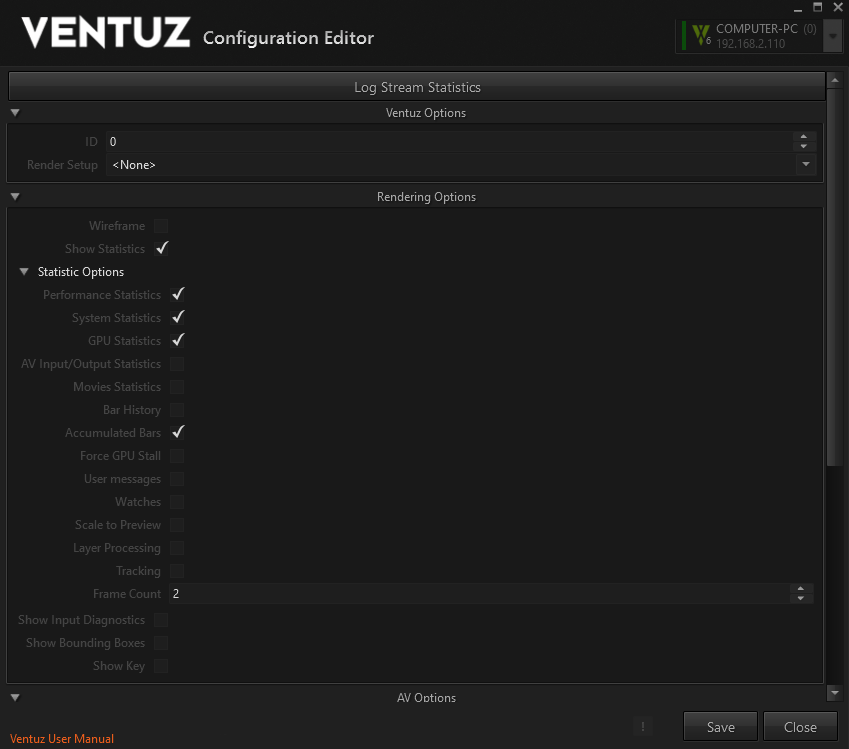 VENTUZ Configuration Editor
COMPUTER-PC (0)
6 192.168.2.110
Log Stream Statistics
Ventuz Options
ID 0
Render Setup <None>
Rendering Options
Wireframe
Show Statistics
Statistic Options
Performance Statistics
System Statistics
GPU Statistics
AV Input/Output Statistics
Movies Statistics
Bar History
Accumulated Bars
Force GPU Stall
User messages
Watches
Scale to Preview
Layer Processing
Tracking
Frame Count 2
Show Input Diagnostics
Show Bounding Boxes
Show Key
AV Options
! Save Close
Ventuz User Manual